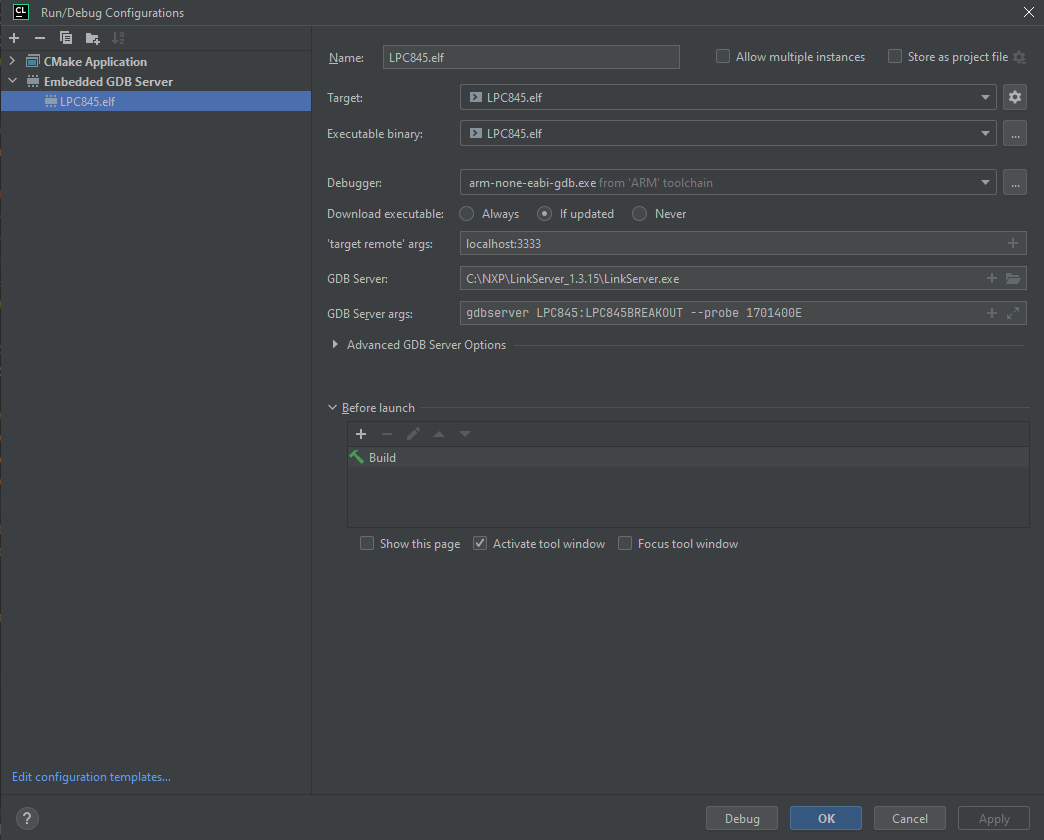 CL Run/Debug Configurations
CMake Application
Embedded GDB Server
LPC845.elf
Edit configuration templates...
Name: LPC845.elf Allow multiple instances Store as project file
Target: LPC845.elf
Executable binary: LPC845.elf ...
Debugger: arm-none-eabi-gdb.exe from 'ARM' toolchain ...
Download executable: Always If updated Never
'target remote' args: localhost:3333
GDB Server: C:\NXP\LinkServer_1.3.15\LinkServer.exe
GDB Server args: gdbserver LPC845:LPC845BREAKOUT --probe 1701400E
Advanced GDB Server Options
Before launch
Build
Show this page Activate tool window Focus tool window
? Debug OK Cancel Apply